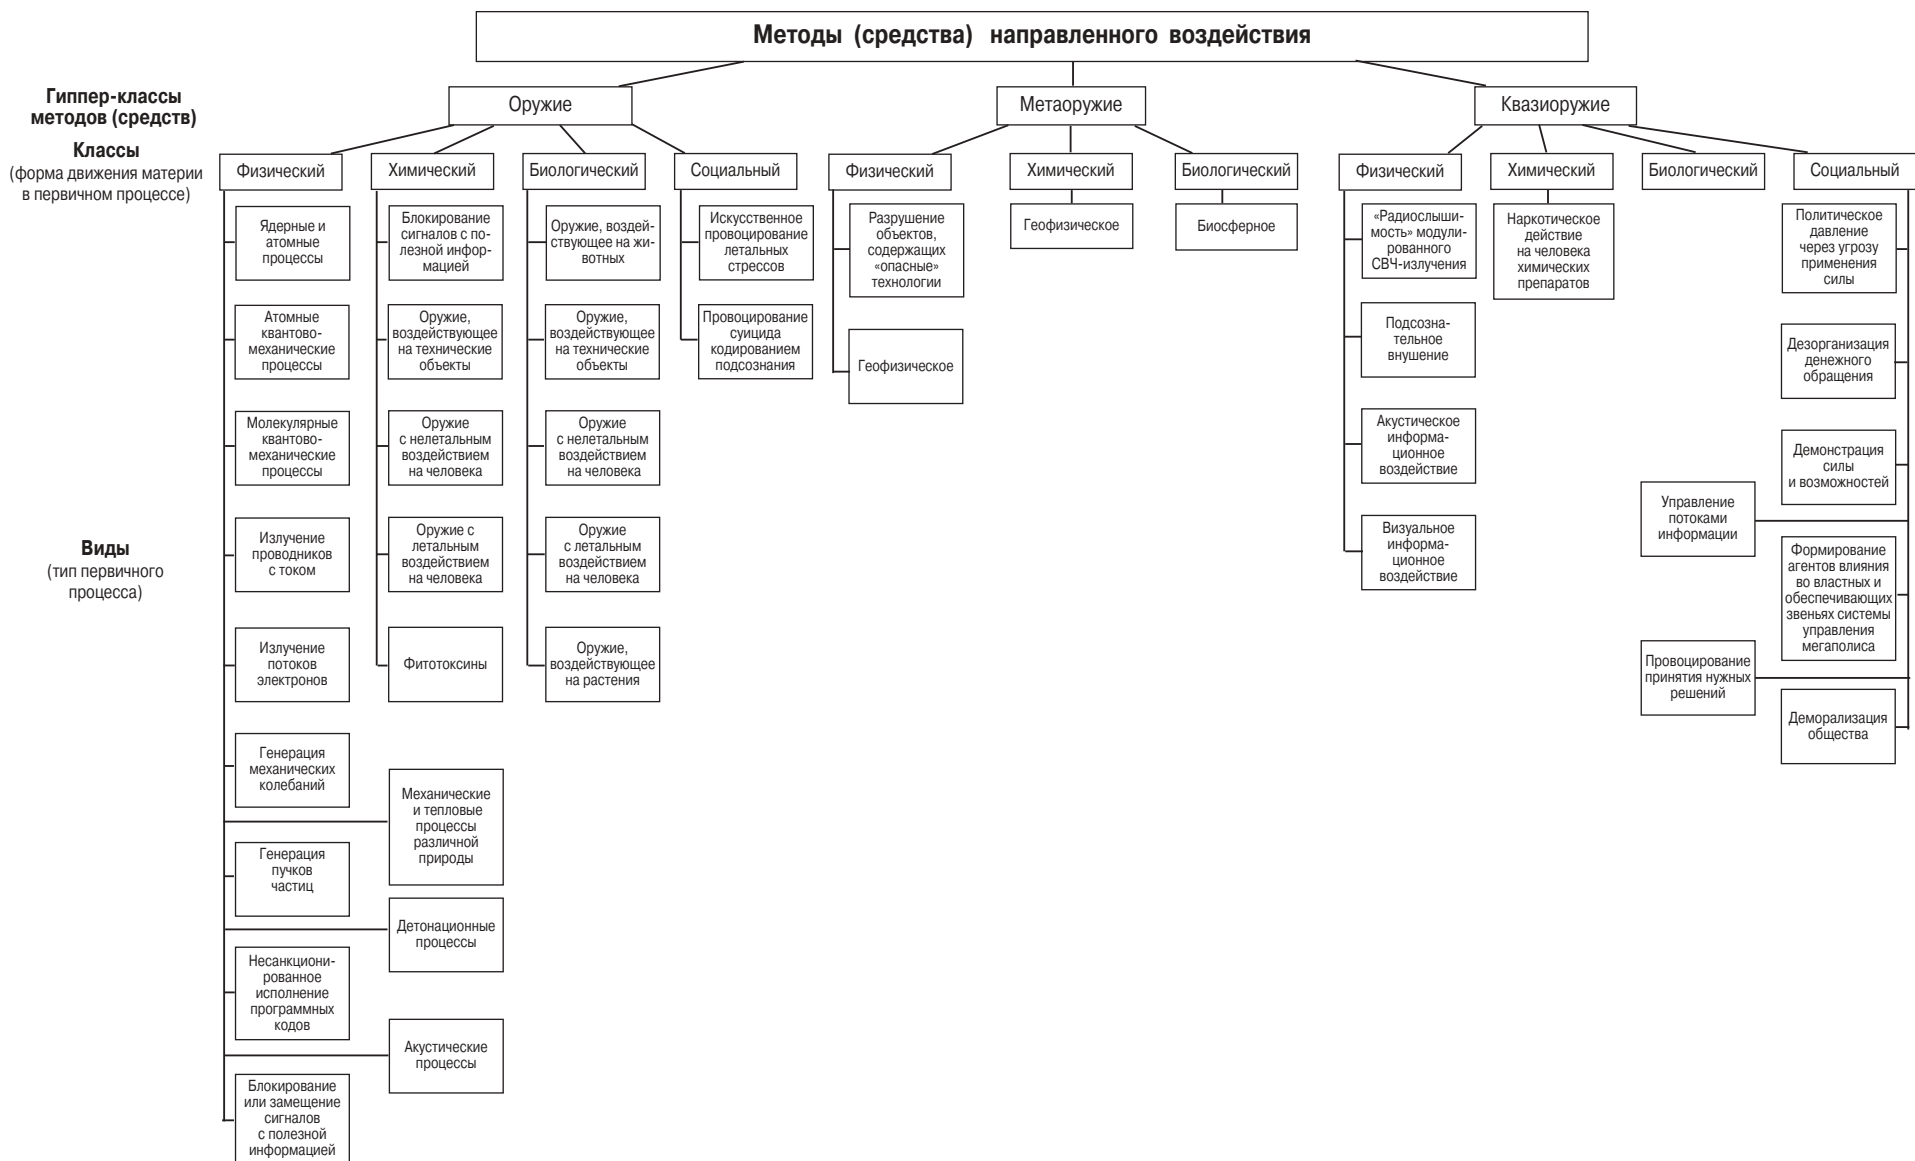 Методы (средства) направленного воздействия
Гиппер-классы
методов (средств)
Оружие
Метаоружие
Квазиоружие
Классы
(форма движения материи
в первичном процессе)
Физический
Химический
Биологический
Социальный
Физический
Химический
Биологический
Физический
Химический
Биологический
Социальный
Ядерные и
атомные
процессы
Блокирование
сигналов с по-
лезной инфор-
мацией
Оружие, воздей-
ствующее на жи-
вотных
Искусственное
провоцирование
летальных
стрессов
Разрушение
объектов,
содержащих
«опасные»
технологии
Геофизическое
Биосферное
«Радиослыши-
мость» модули-
рованного
СВЧ-излучения
Наркотическое
действие
на человека
химических
препаратов
Политическое
давление
через угрозу
применения
силы
Атомные
квантово-
механические
процессы
Оружие,
воздействующее
на технические
объекты
Оружие,
воздействующее
на технические
объекты
Провоцирование
суицида
кодированием
подсознания
Геофизическое
Подсозна-
тельное
внушение
Дезорганизация
денежного
обращения
Молекулярные
квантово-
механические
процессы
Оружие
с нелетальным
воздействием
на человека
Оружие
с нелетальным
воздействием
на человека
Акустическое
информа-
ционное
воздействие
Демонстрация
силы
и возможностей
Управление
потоками
информации
Виды
(тип первичного
процесса)
Излучение
проводников
с током
Оружие с
летальным
воздействием
на человека
Оружие
с летальным
воздействием
на человека
Визуальное
информа-
ционное
воздействие
Формирование
агентов влияния
во властных и
обеспечивающих
звеньях системы
управления
мегаполиса
Излучение
потоков
электронов
Фитотоксины
Оружие,
воздействующее
на растения
Провоцирование
принятия нужных
решений
Деморализация
общества
Генерация
механических
колебаний
Механические
и тепловые
процессы
различной
природы
Генерация
пучков
частиц
Детонационные
процессы
Несанкциони-
рованное
исполнение
программных
кодов
Акустические
процессы
Блокирование
или замещение
сигналов
с полезной
информацией